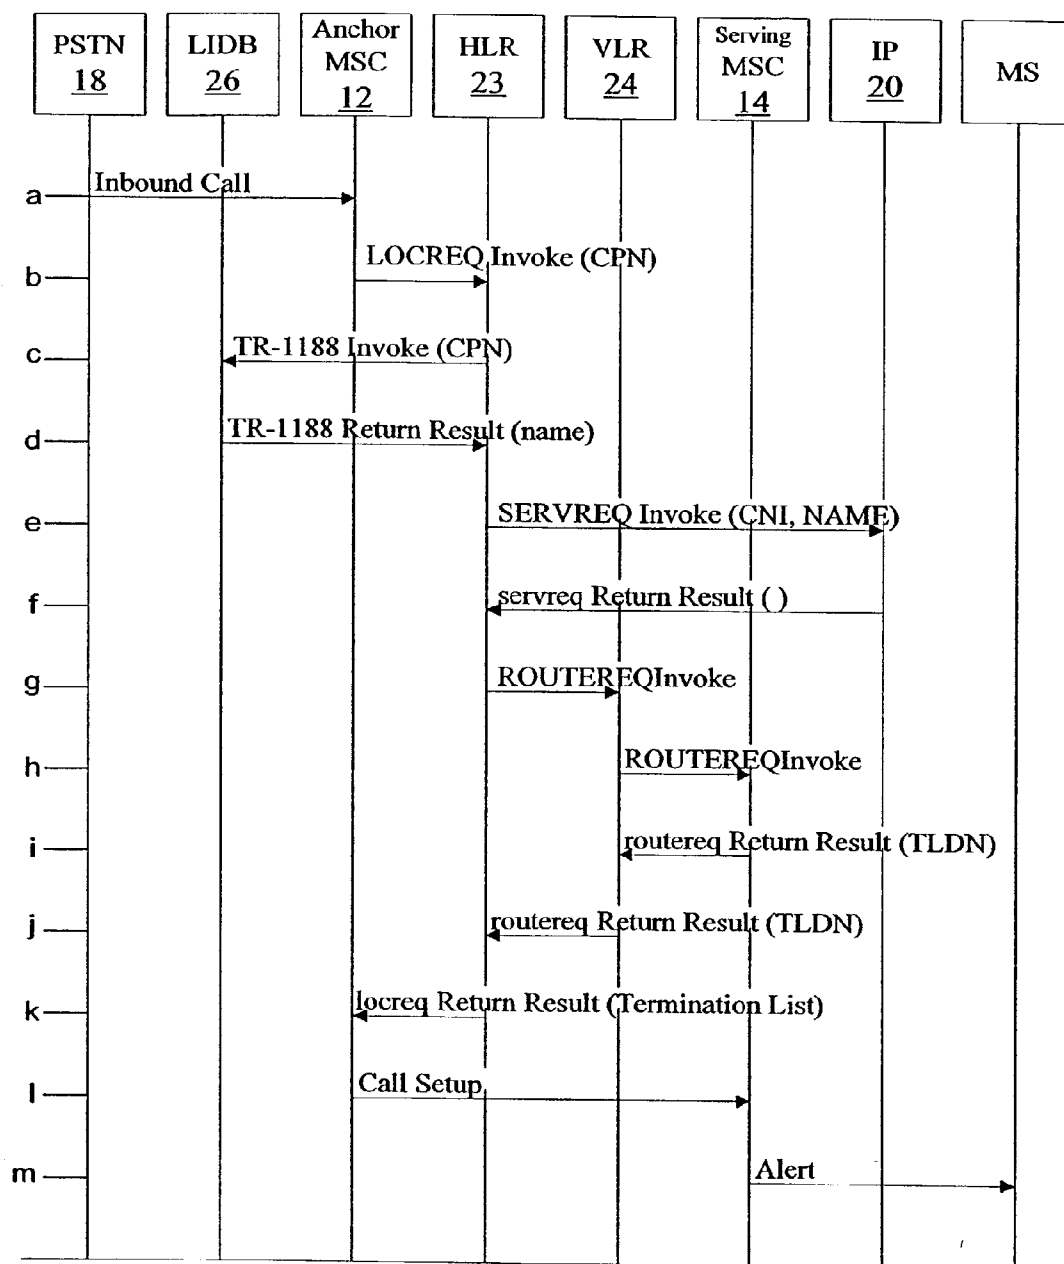 PSTN
18
LIDB
26
Anchor
MSC
12
HLR
23
VLR
24
Serving
MSC
14
IP
20
MS
a
Inbound Call
b
LOCREQ Invoke (CPN)
c
TR-1188 Invoke (CPN)
d
TR-1188 Return Result (name)
e
SERVREQ Invoke (CNI, NAME)
f
servreq Return Result ( )
g
ROUTEREQInvoke
h
ROUTEREQInvoke
i
routereq Return Result (TLDN)
j
routereq Return Result (TLDN)
k
locreq Return Result (Termination List)
l
Call Setup
m
Alert